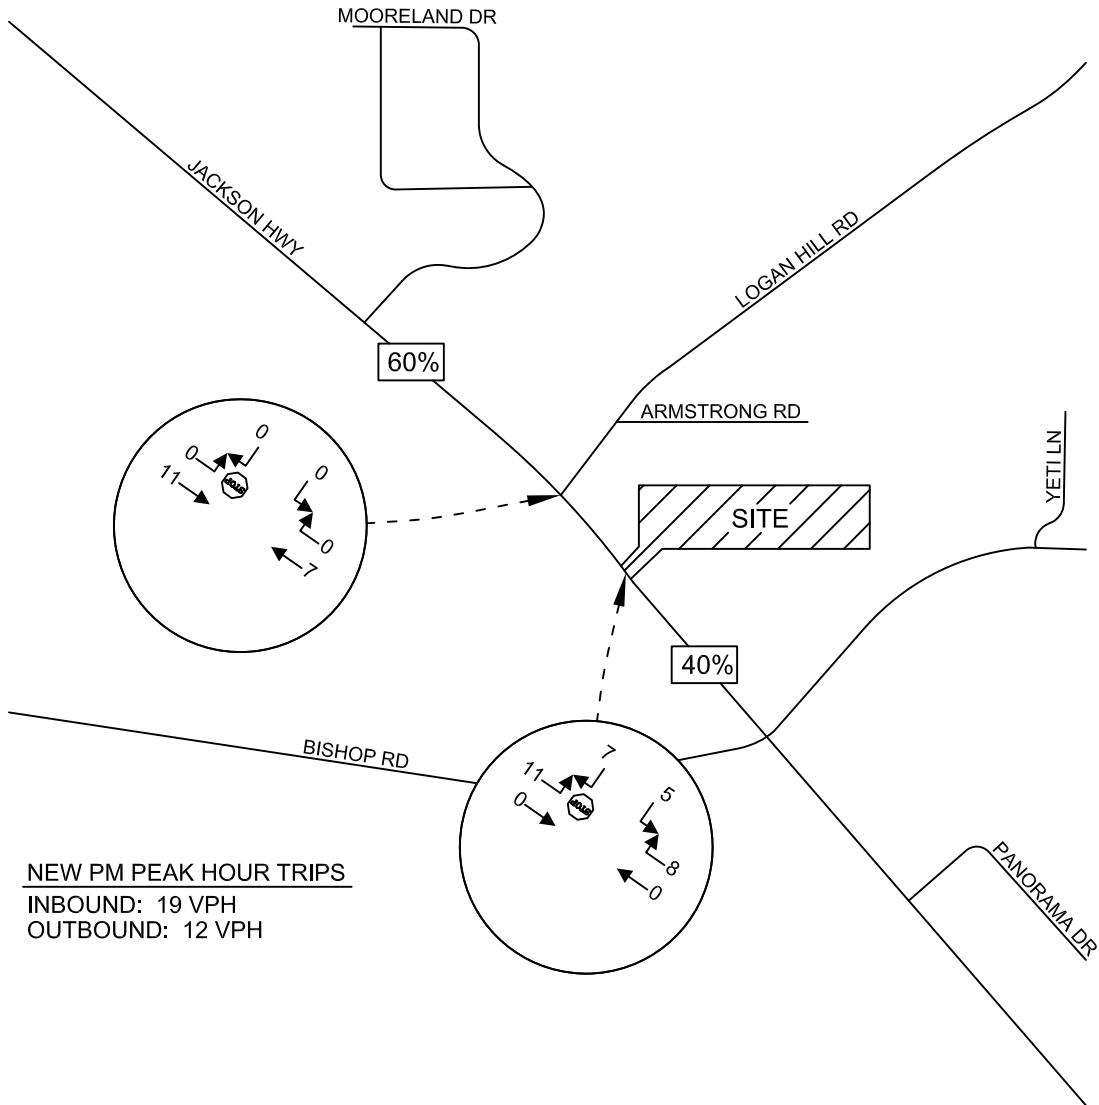 MOORELAND DR
JACKSON HWY
LOGAN HILL RD
60%
ARMSTRONG RD
YETI LN
0
0
11
STOP
0
0
7
SITE
40%
BISHOP RD
7
11
0
STOP
5
8
0
PANORAMA DR
NEW PM PEAK HOUR TRIPS
INBOUND: 19 VPH
OUTBOUND: 12 VPH